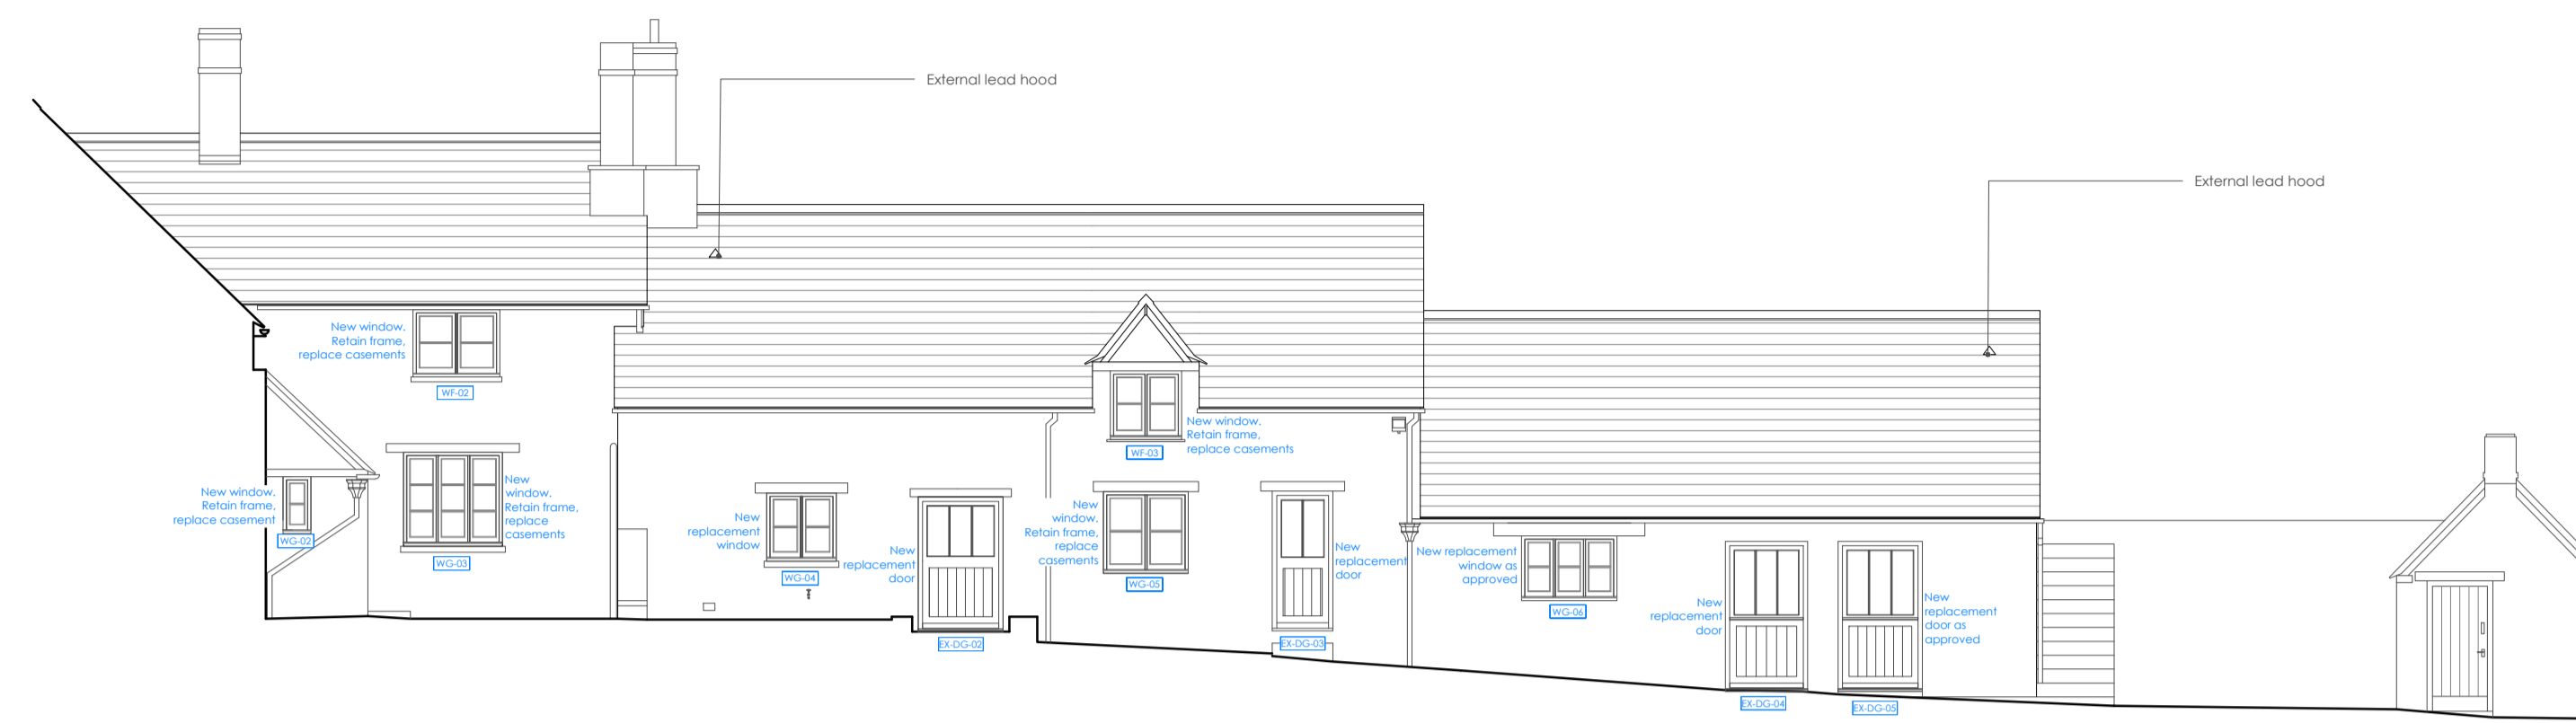 External lead hood
External lead hood
New window.
Retain frame,
replace casements
WF-02
New window.
Retain frame,
replace casement
WG-02
New
window.
Retain frame,
replace
casements
WG-03
New
replacement
window
WG-04
New
replacement
door
EX-DG-02
New window.
Retain frame,
replace casements
WF-03
New
window.
Retain frame,
replace
casements
WG-05
New
replacement
door
EX-DG-03
New replacement
window as
approved
WG-06
New
replacement
door
EX-DG-04
New
replacement
door as
approved
EX-DG-05